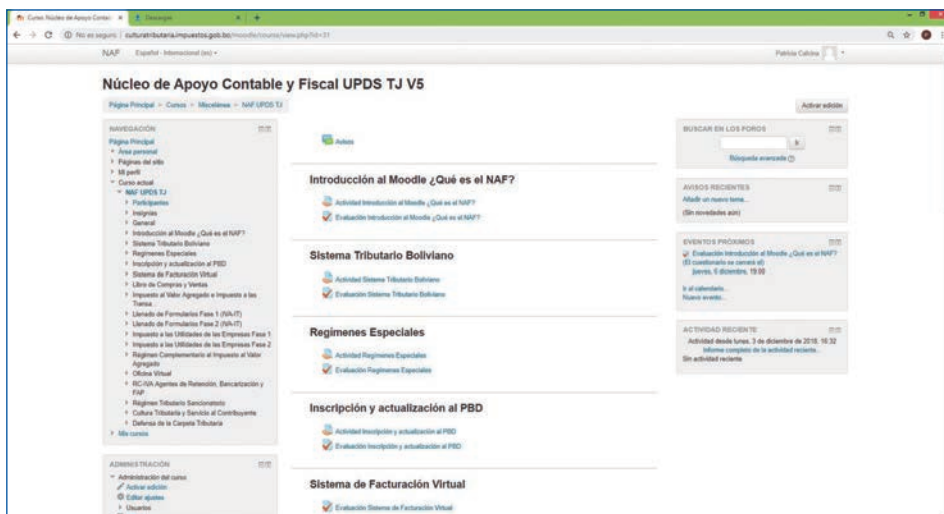 Curso: Núcleo de Apoyo Contab
Descargas
No es seguro | culturatributaria.impuestos.gob.bo/moodle/course/view.php?id=31
NAF Español - Internacional (es)
Patricia Calcina
Núcleo de Apoyo Contable y Fiscal UPDS TJ V5
Página Principal Cursos Miscelánea NAF UPDS TJ
Activar edición
NAVEGACIÓN
Página Principal
Área personal
Páginas del sitio
Mi perfil
Curso actual
NAF UPDS TJ
Participantes
Insignias
General
Introducción al Moodle ¿Qué es el NAF?
Sistema Tributario Boliviano
Regímenes Especiales
Inscripción y actualización al PBD
Sistema de Facturación Virtual
Libro de Compras y Ventas
Impuesto al Valor Agregado e Impuesto a las
Transa...
Llenado de Formularios Fase 1 (IVA-IT)
Llenado de Formularios Fase 2 (IVA-IT)
Impuesto a las Utilidades de las Empresas Fase 1
Impuesto a las Utilidades de las Empresas Fase 2
Régimen Complementario al Impuesto al Valor
Agregado
Oficina Virtual
RC-IVA Agentes de Retención, Bancarización y
FAP
Régimen Tributario Sancionatorio
Cultura Tributaria y Servicio al Contribuyente
Defensa de la Carpeta Tributaria
Mis cursos
ADMINISTRACIÓN
Administración del curso
Activar edición
Editar ajustes
Usuarios
Avisos
Introducción al Moodle ¿Qué es el NAF?
Actividad Introducción al Moodle ¿Qué es el NAF?
Evaluación Introducción al Moodle ¿Qué es el NAF?
Sistema Tributario Boliviano
Actividad Sistema Tributario Boliviano
Evaluación Sistema Tributario Boliviano
Regímenes Especiales
Actividad Regímenes Especiales
Evaluación Regímenes Especiales
Inscripción y actualización al PBD
Actividad Inscripción y actualización al PBD
Evaluación Inscripción y actualización al PBD
Sistema de Facturación Virtual
Evaluación Sistema de Facturación Virtual
BUSCAR EN LOS FOROS
Ir
Búsqueda avanzada
AVISOS RECIENTES
Añadir un nuevo tema...
(Sin novedades aún)
EVENTOS PRÓXIMOS
Evaluación Introducción al Moodle ¿Qué es el NAF?
(El cuestionario se cerrará el)
jueves, 6 diciembre, 19:00
Ir al calendario...
Nuevo evento...
ACTIVIDAD RECIENTE
Actividad desde lunes, 3 de diciembre de 2018, 16:32
Informe completo de la actividad reciente...
Sin actividad reciente